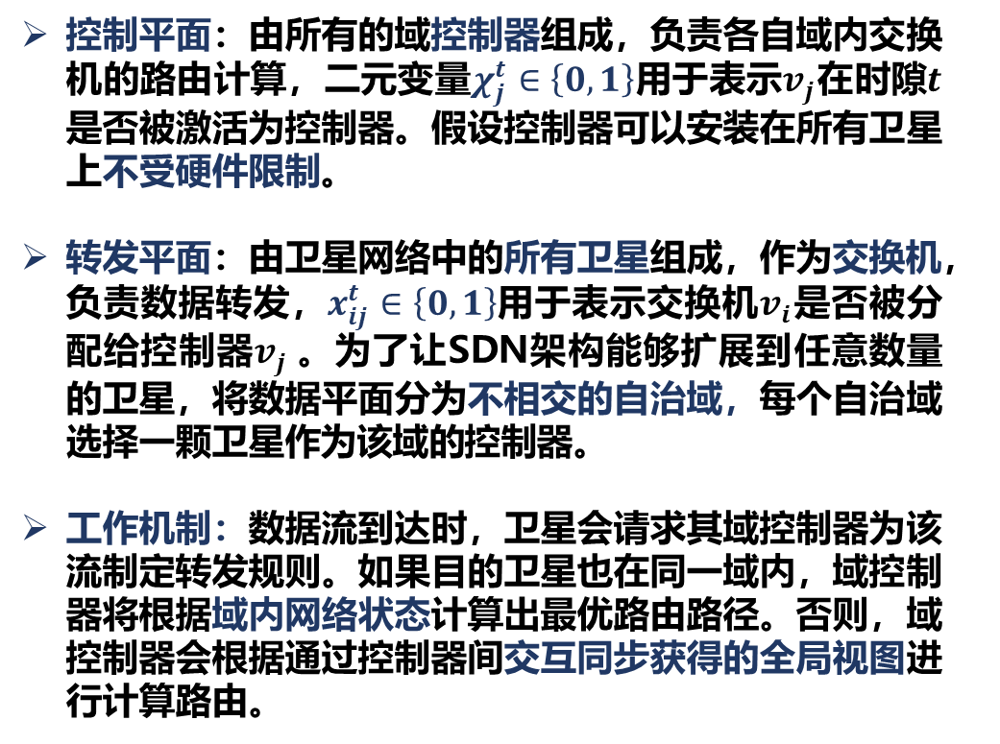 ➢ 控制平面：由所有的域控制器组成，负责各自域内交换
机的路由计算，二元变量χⱼᵗ ∈ {0, 1}用于表示vⱼ在时隙t
是否被激活为控制器。假设控制器可以安装在所有卫星
上不受硬件限制。
➢ 转发平面：由卫星网络中的所有卫星组成，作为交换机，
负责数据转发，xᵢⱼᵗ ∈ {0, 1}用于表示交换机vᵢ是否被分
配给控制器vⱼ 。为了让SDN架构能够扩展到任意数量
的卫星，将数据平面分为不相交的自治域，每个自治域
选择一颗卫星作为该域的控制器。
➢ 工作机制：数据流到达时，卫星会请求其域控制器为该
流制定转发规则。如果目的卫星也在同一域内，域控制
器将根据域内网络状态计算出最优路由路径。否则，域
控制器会根据通过控制器间交互同步获得的全局视图进
行计算路由。